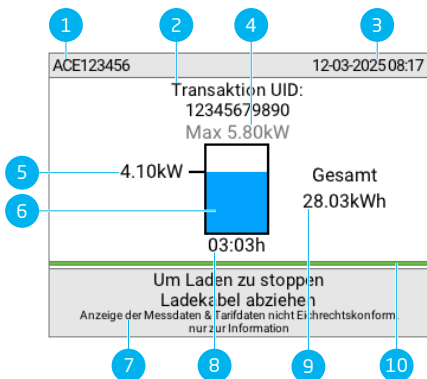 1
2
4
3
ACE123456
12-03-2025 08:17
Transaktion UID:
12345679890
Max 5.80kW
5
4.10kW
Gesamt
6
28.03kWh
03:03h
Um Laden zu stoppen
Ladekabel abziehen
Anzeige der Messdaten & Tarifdaten nicht Eichrechtskonform,
nur zur Information
7
8
9
10